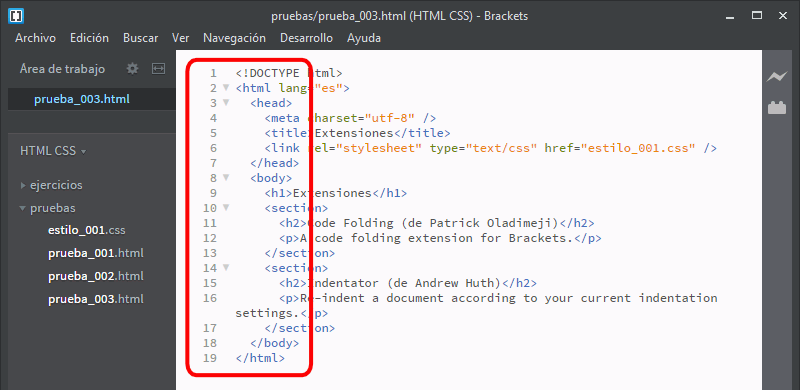 pruebas/prueba_003.html (HTML CSS) - Brackets
Archivo Edición Buscar Ver Navegación Desarrollo Ayuda
Área de trabajo
prueba_003.html
HTML CSS
ejercicios
pruebas
estilo_001.css
prueba_001.html
prueba_002.html
prueba_003.html
1 <!DOCTYPE html>
2 <html lang="es">
3 <head>
4 <meta charset="utf-8" />
5 <title>Extensiones</title>
6 <link rel="stylesheet" type="text/css" href="estilo_001.css" />
7 </head>
8 <body>
9 <h1>Extensiones</h1>
10 <section>
11 <h2>Code Folding (de Patrick Oladimeji)</h2>
12 <p>A code folding extension for Brackets.</p>
13 </section>
14 <section>
15 <h2>Indentator (de Andrew Huth)</h2>
16 <p>Re-indent a document according to your current indentation
settings.</p>
17 </section>
18 </body>
19 </html>